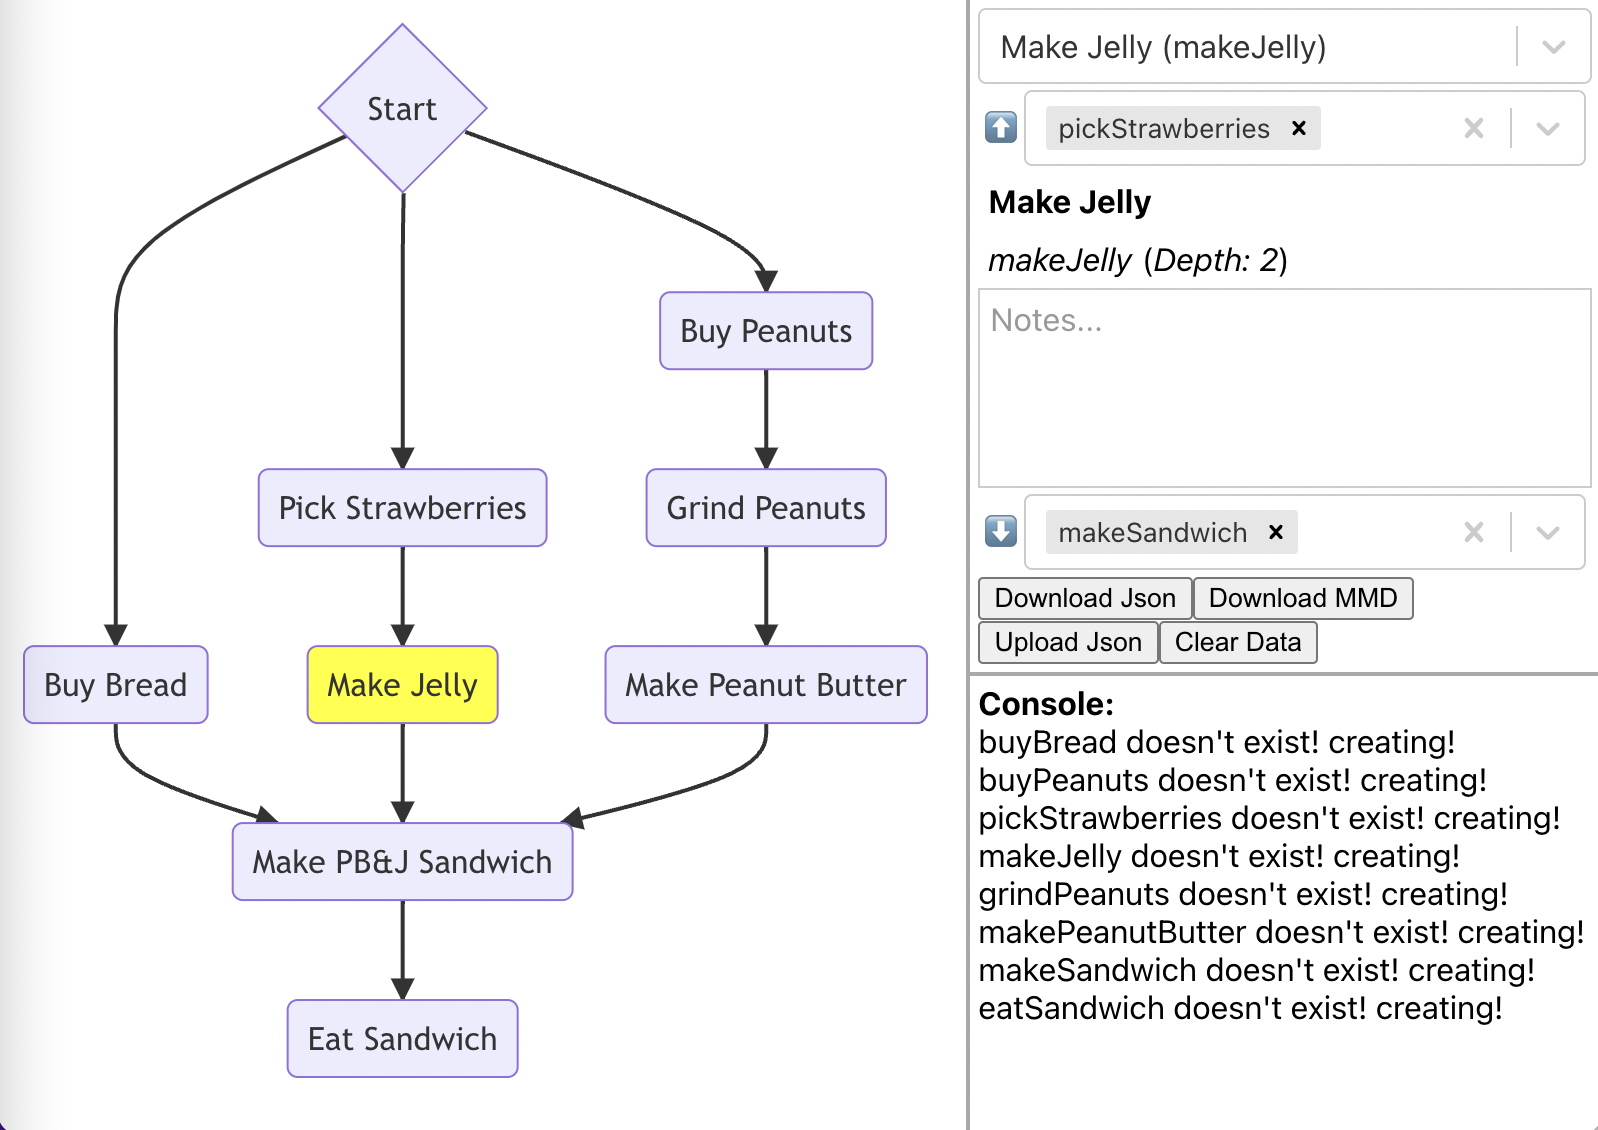 Start
Buy Peanuts
Pick Strawberries
Grind Peanuts
Buy Bread
Make Jelly
Make Peanut Butter
Make PB&J Sandwich
Eat Sandwich
Make Jelly (makeJelly)
pickStrawberries
Make Jelly
makeJelly (Depth: 2)
Notes...
makeSandwich
Download Json
Download MMD
Upload Json
Clear Data
Console:
buyBread doesn't exist! creating!
buyPeanuts doesn't exist! creating!
pickStrawberries doesn't exist! creating!
makeJelly doesn't exist! creating!
grindPeanuts doesn't exist! creating!
makePeanutButter doesn't exist! creating!
makeSandwich doesn't exist! creating!
eatSandwich doesn't exist! creating!